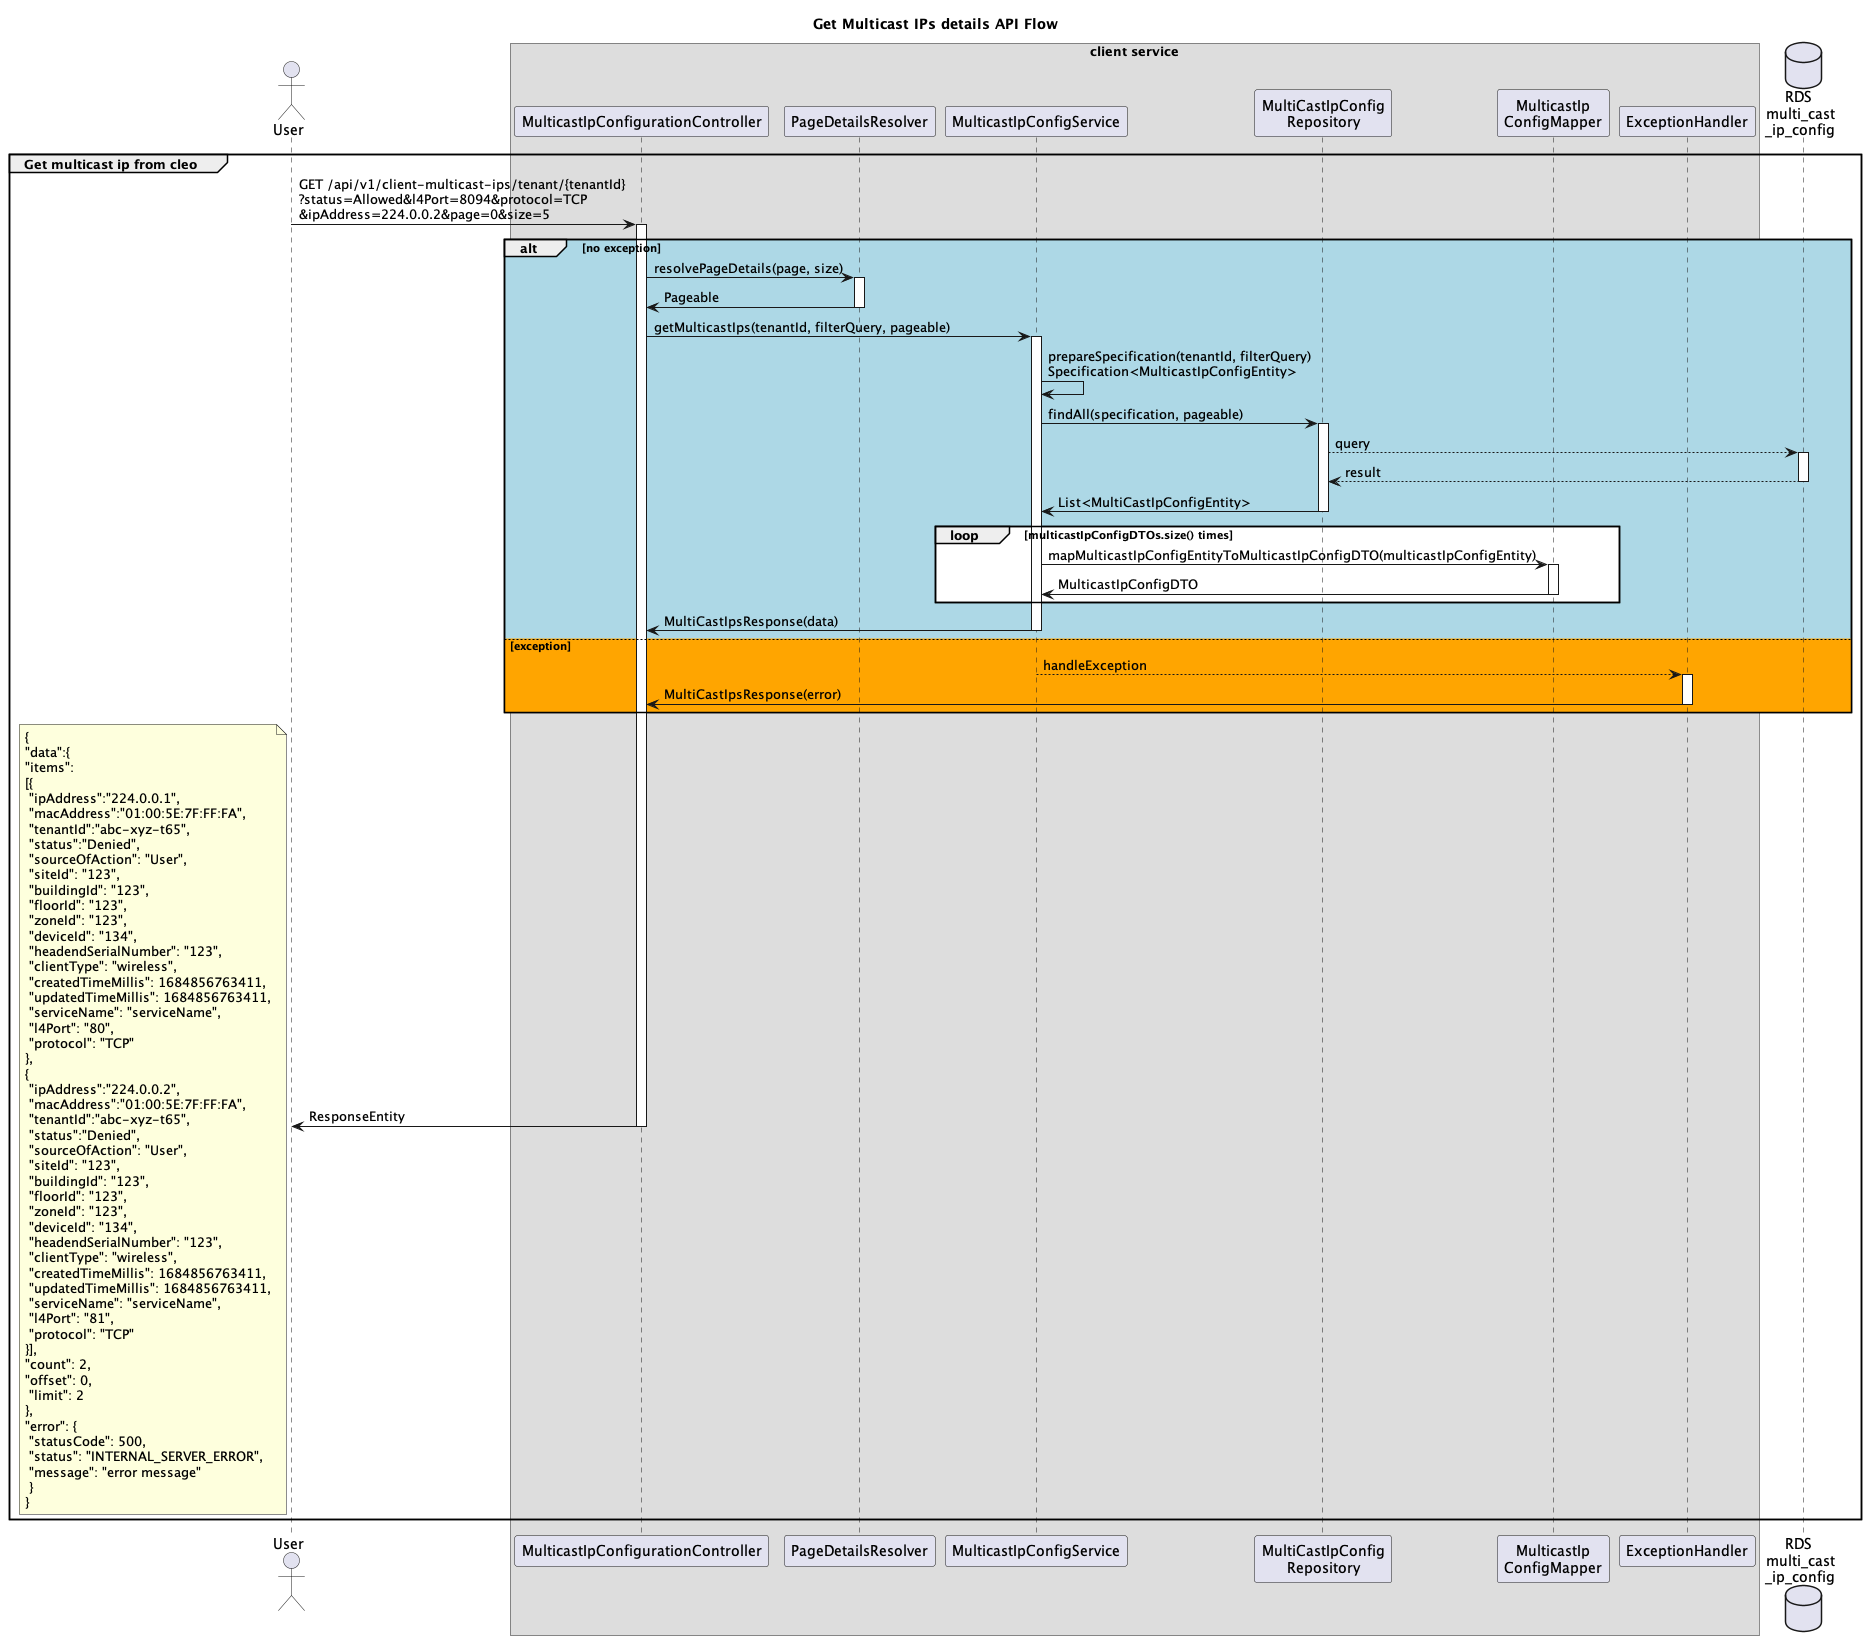 Get Multicast IPs details API Flow
client service
User
MulticastIpConfigurationController
PageDetailsResolver
MulticastIpConfigService
MultiCastIpConfig
Repository
MulticastIp
ConfigMapper
ExceptionHandler
RDS
multi_cast
_ip_config
Get multicast ip from cleo
GET /api/v1/client-multicast-ips/tenant/{tenantId}
?status=Allowed&l4Port=8094&protocol=TCP
&ipAddress=224.0.0.2&page=0&size=5
alt
[no exception]
resolvePageDetails(page, size)
Pageable
getMulticastIps(tenantId, filterQuery, pageable)
prepareSpecification(tenantId, filterQuery)
Specification<MulticastIpConfigEntity>
findAll(specification, pageable)
query
result
List<MultiCastIpConfigEntity>
loop
[multicastIpConfigDTOs.size() times]
mapMulticastIpConfigEntityToMulticastIpConfigDTO(multicastIpConfigEntity)
MulticastIpConfigDTO
MultiCastIpsResponse(data)
[exception]
handleException
MultiCastIpsResponse(error)
{
"data":{
"items":
[{
"ipAddress":"224.0.0.1",
"macAddress":"01:00:5E:7F:FF:FA",
"tenantId":"abc-xyz-t65",
"status":"Denied",
"sourceOfAction": "User",
"siteId": "123",
"buildingId": "123",
"floorId": "123",
"zoneId": "123",
"deviceId": "134",
"headendSerialNumber": "123",
"clientType": "wireless",
"createdTimeMillis": 1684856763411,
"updatedTimeMillis": 1684856763411,
"serviceName": "serviceName",
"l4Port": "80",
"protocol": "TCP"
},
{
"ipAddress":"224.0.0.2",
"macAddress":"01:00:5E:7F:FF:FA",
"tenantId":"abc-xyz-t65",
"status":"Denied",
"sourceOfAction": "User",
"siteId": "123",
"buildingId": "123",
"floorId": "123",
"zoneId": "123",
"deviceId": "134",
"headendSerialNumber": "123",
"clientType": "wireless",
"createdTimeMillis": 1684856763411,
"updatedTimeMillis": 1684856763411,
"serviceName": "serviceName",
"l4Port": "81",
"protocol": "TCP"
}],
"count": 2,
"offset": 0,
"limit": 2
},
"error": {
"statusCode": 500,
"status": "INTERNAL_SERVER_ERROR",
"message": "error message"
}
}
ResponseEntity
User
MulticastIpConfigurationController
PageDetailsResolver
MulticastIpConfigService
MultiCastIpConfig
Repository
MulticastIp
ConfigMapper
ExceptionHandler
RDS
multi_cast
_ip_config